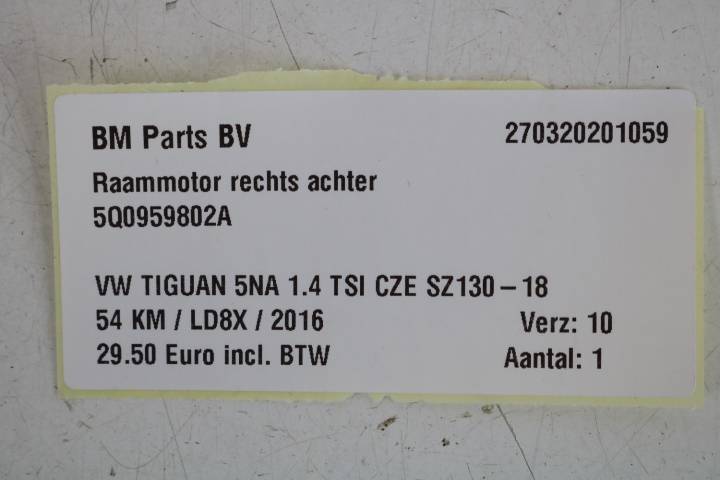 BM Parts BV 270320201059
Raammotor rechts achter
5Q0959802A
VW TIGUAN 5NA 1.4 TSI CZE SZ130-18
54 KM / LD8X / 2016 Verz: 10
29.50 Euro incl. BTW Aantal: 1